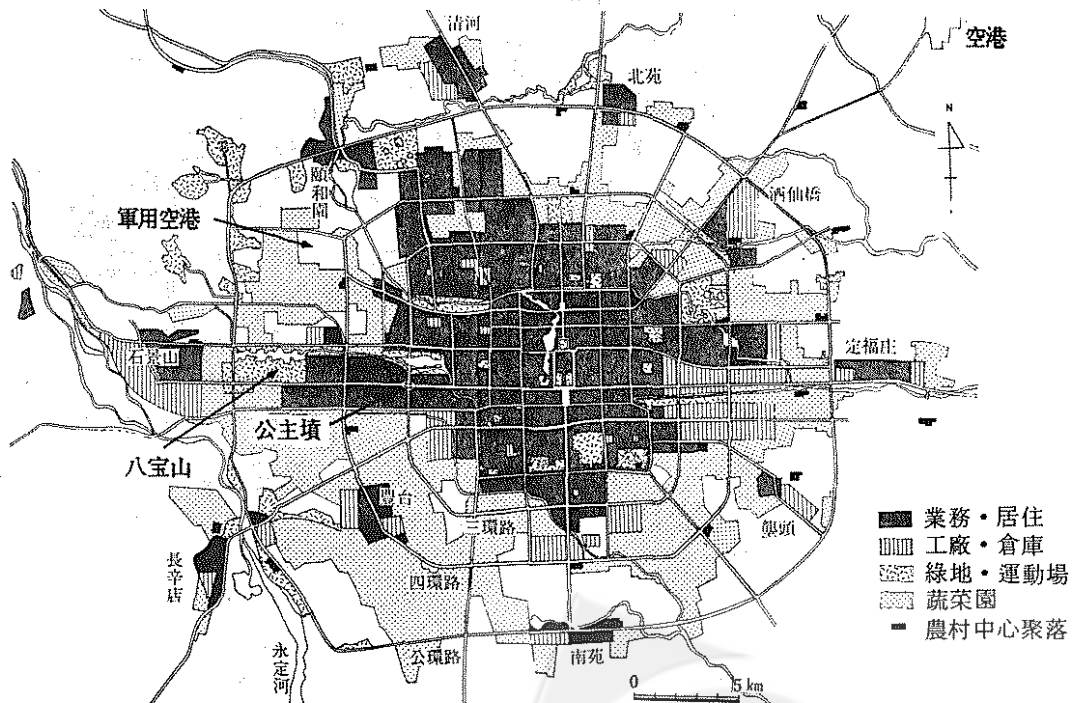 清河
空港
北苑
N
頤和園
酒仙橋
軍用空港
石景山
定福庄
公主墳
八宝山
豐台
三環路
壟頭
長辛店
四環路
永定河
公環路
南苑
0 5 km
業務・居住
工廠・倉庫
綠地・運動場
蔬菜園
農村中心聚落